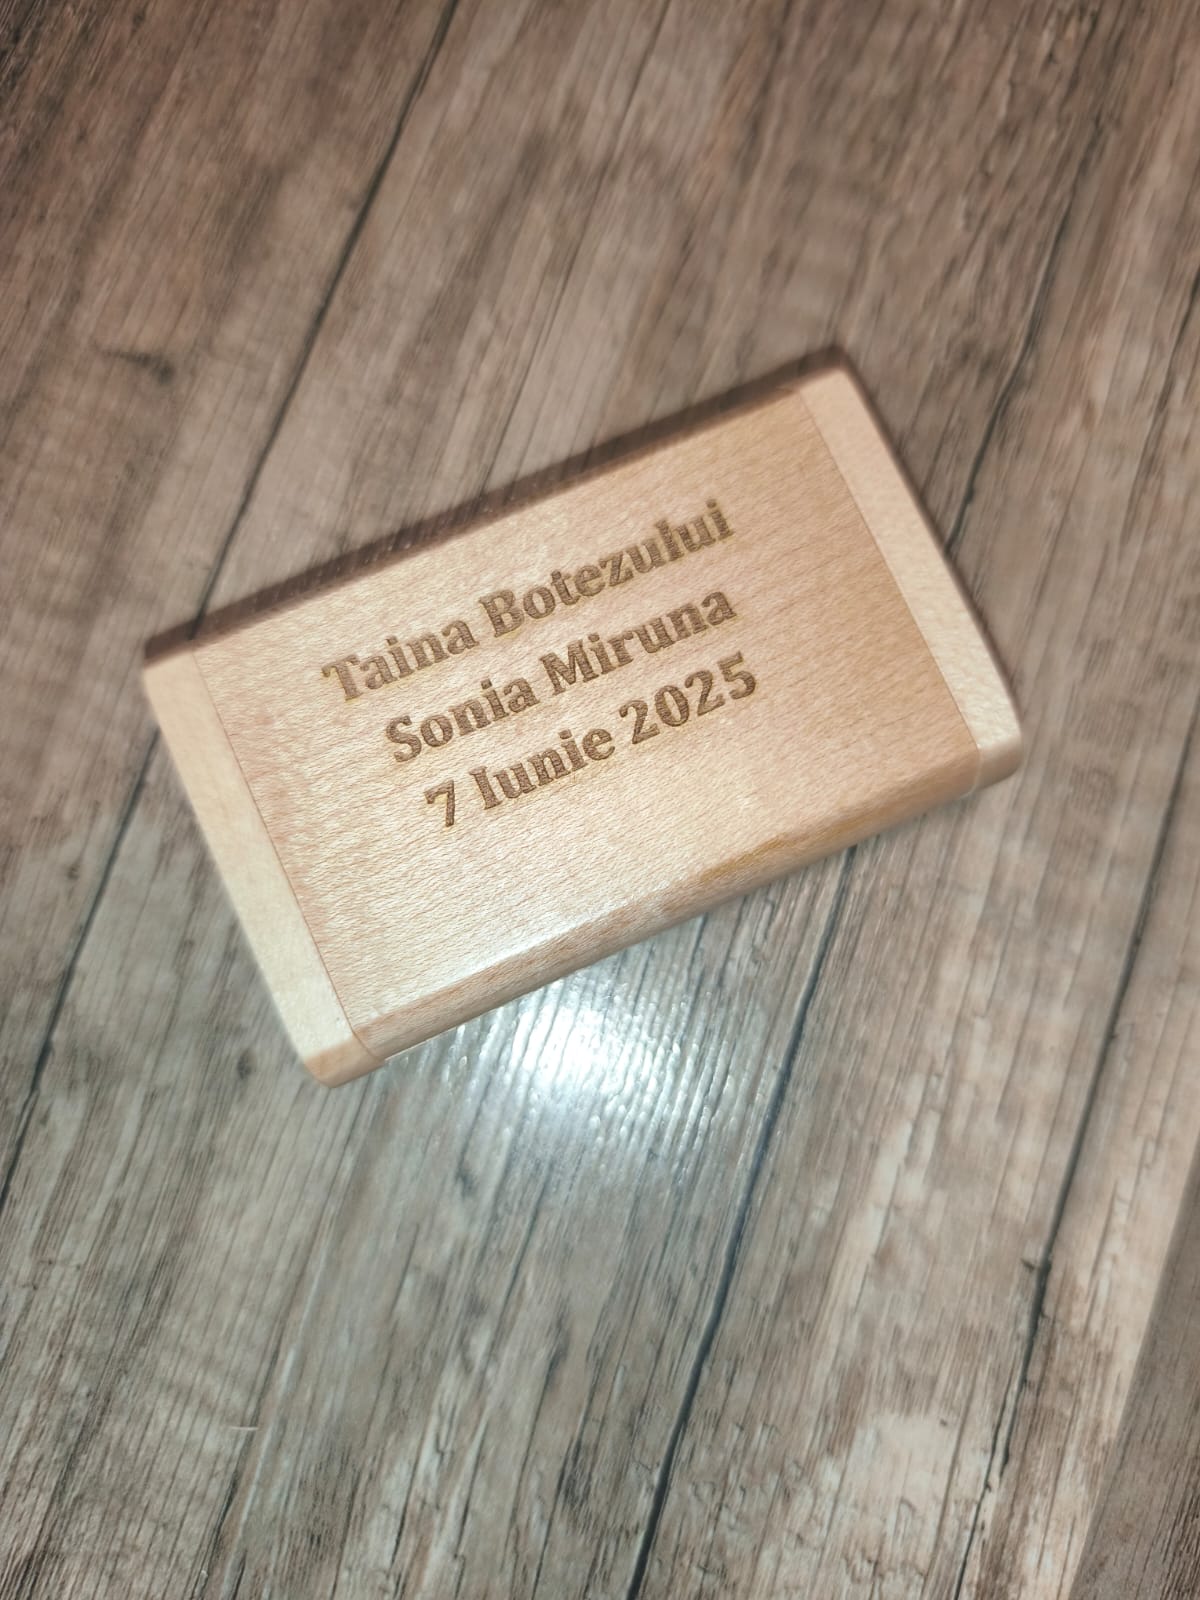 Taina Botezului
Sonia Miruna
7 Iunie 2025